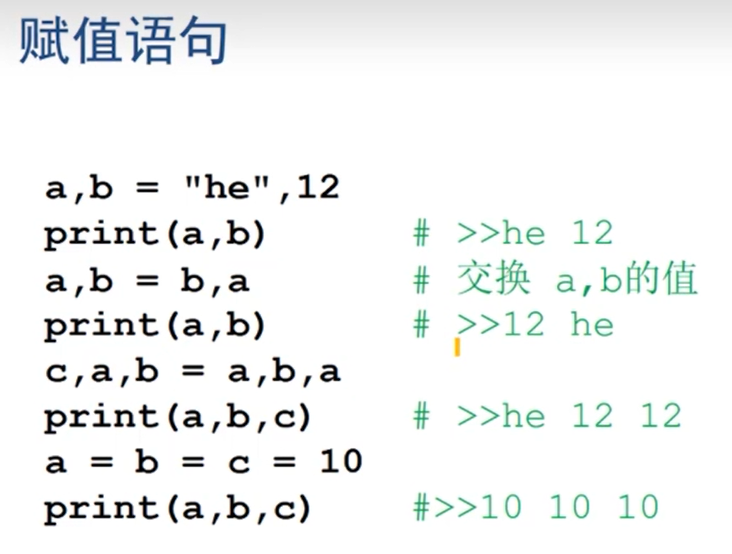 赋值语句
a,b = "he",12
print(a,b) # >>he 12
a,b = b,a # 交换 a,b的值
print(a,b) # >>12 he
c,a,b = a,b,a
print(a,b,c) # >>he 12 12
a = b = c = 10
print(a,b,c) #>>10 10 10